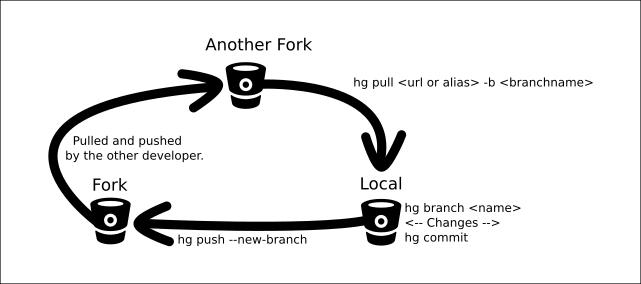 Another Fork
hg pull <url or alias> -b <branchname>
Pulled and pushed
by the other developer.
Fork
Local
hg branch <name>
<-- Changes -->
hg commit
hg push --new-branch